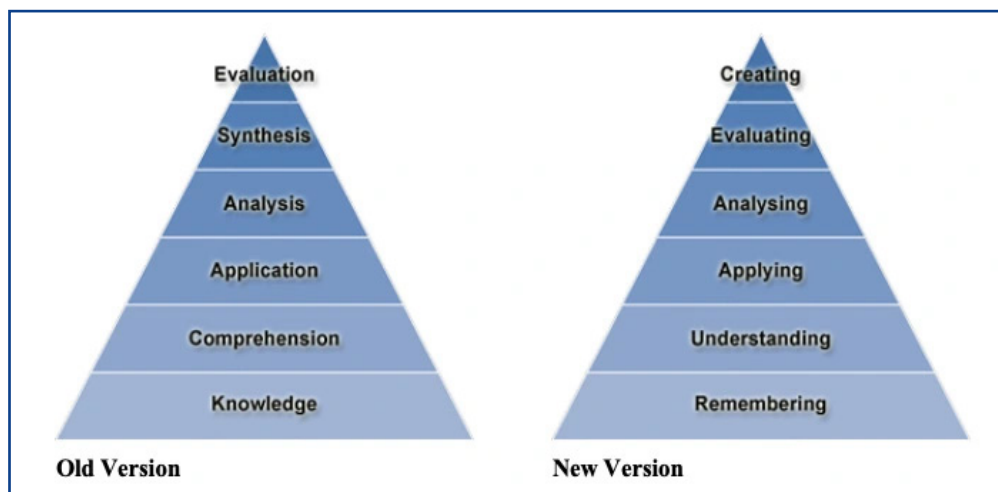 Evaluation
Synthesis
Analysis
Application
Comprehension
Knowledge
Old Version
Creating
Evaluating
Analysing
Applying
Understanding
Remembering
New Version